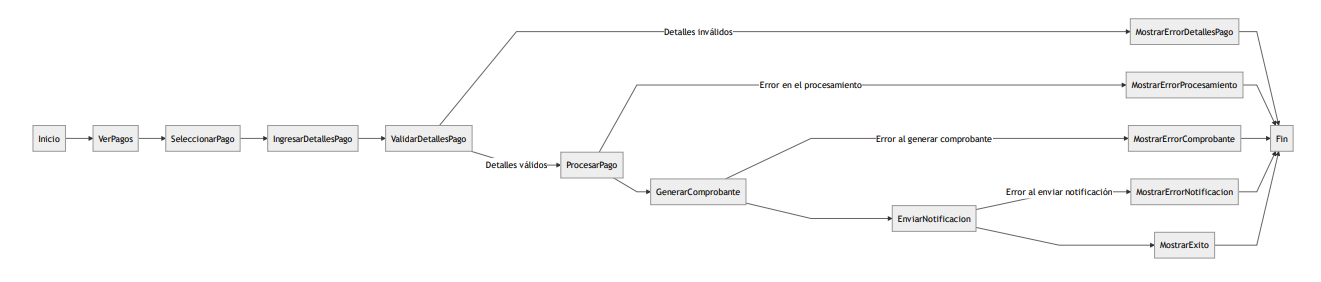 Detalles inválidos
MostrarErrorDetallesPago
Error en el procesamiento
MostrarErrorProcesamiento
Inicio
VerPagos
SeleccionarPago
IngresarDetallesPago
ValidarDetallesPago
Error al generar comprobante
MostrarErrorComprobante
Fin
Detalles válidos
ProcesarPago
GenerarComprobante
Error al enviar notificación
MostrarErrorNotificacion
EnviarNotificacion
MostrarExito